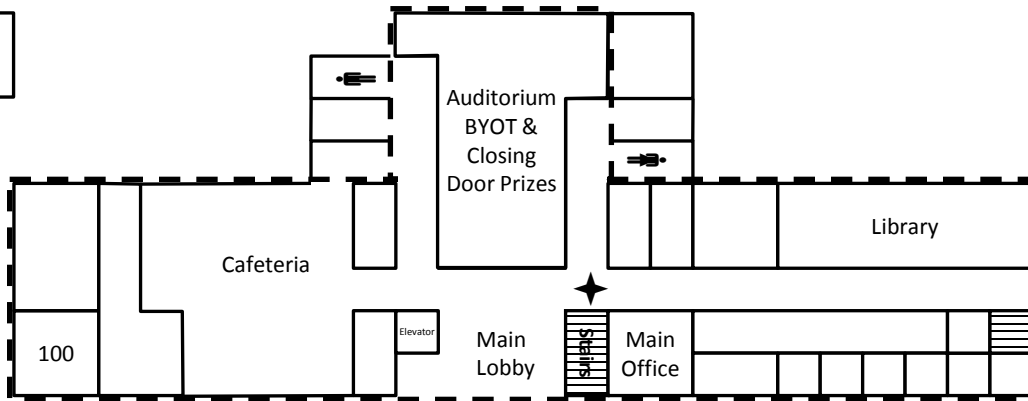 Auditorium
BYOT &
Closing
Door Prizes
Library
Cafeteria
Elevator
Main
Lobby
Stairs
Main
Office
100